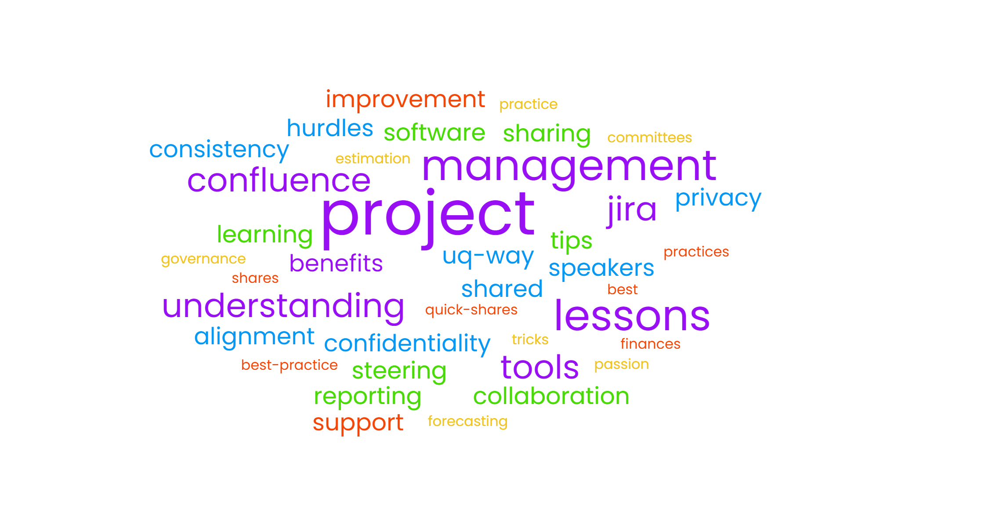 improvement practice
hurdles software sharing committees
consistency estimation management
confluence project jira privacy
learning tips
governance benefits uq-way speakers practices
shares shared best
understanding quick-shares lessons
alignment confidentiality tricks finances
best-practice steering tools passion
reporting collaboration
support forecasting